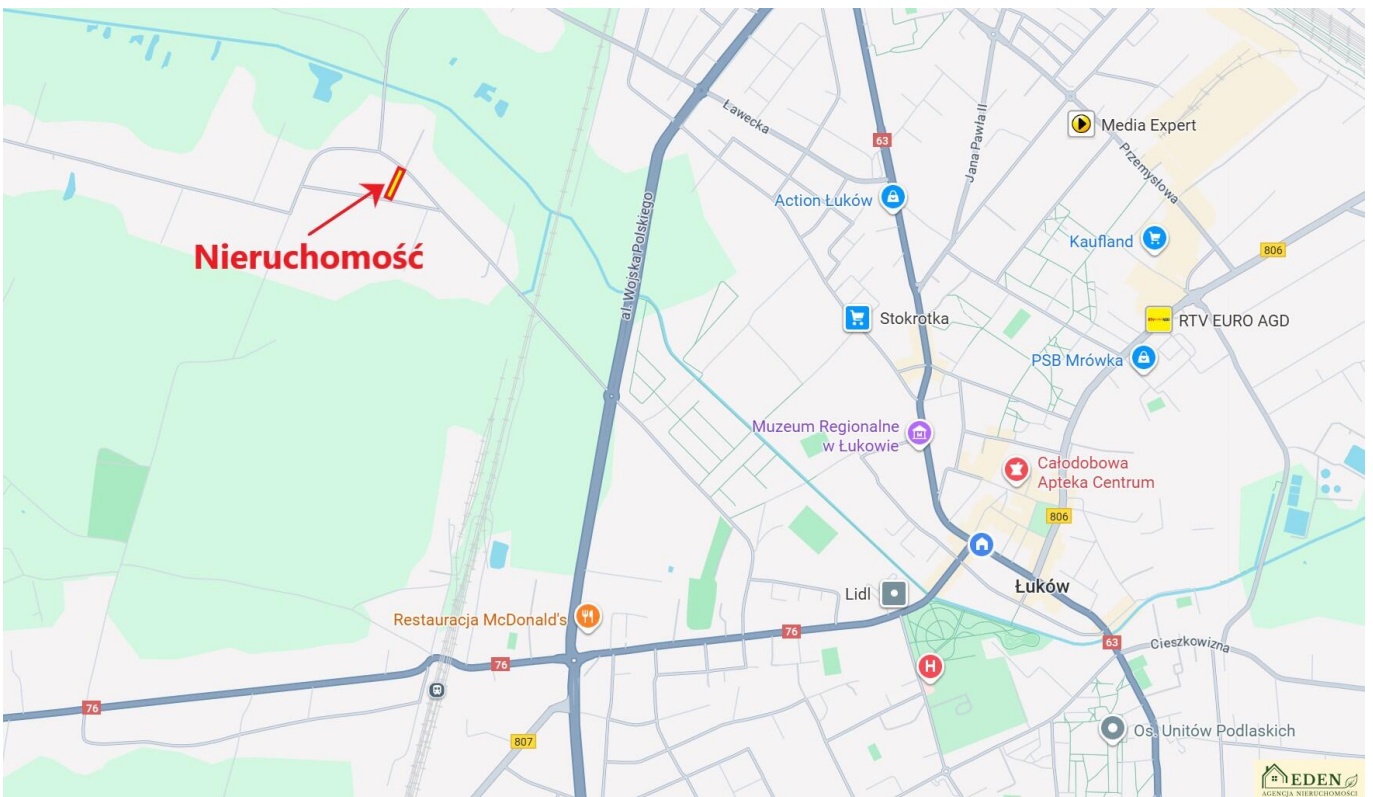 Ławecka
63
Jana Pawła II
Media Expert
Przemysłowa
Action Łuków
Nieruchomość
al. Wojska Polskiego
Kaufland
806
Stokrotka
RTV EURO AGD
PSB Mrówka
Muzeum Regionalne
w Łukowie
Całodobowa
Apteka Centrum
806
Łuków
Lidl
Restauracja McDonald's
76
63
Cieszkowizna
76
H
76
807
Os. Unitów Podlaskich
EDEN
AGENCJA NIERUCHOMOŚCI